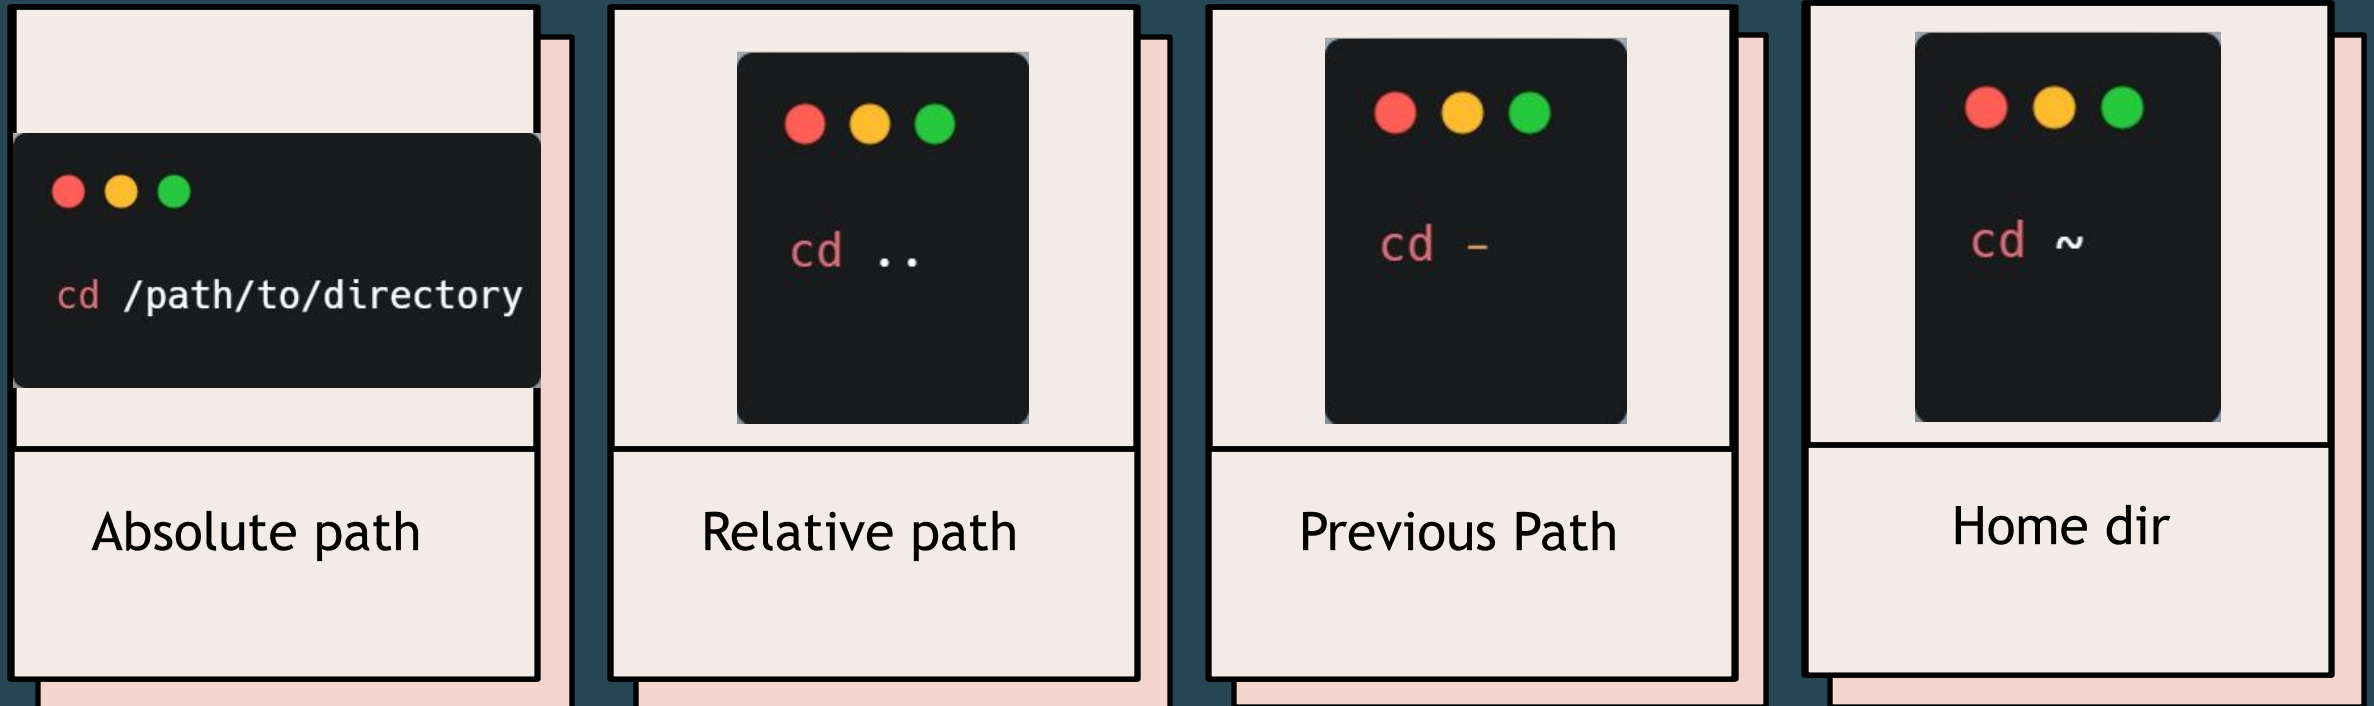 cd /path/to/directory
Absolute path
cd ..
Relative path
cd -
Previous Path
cd ~
Home dir